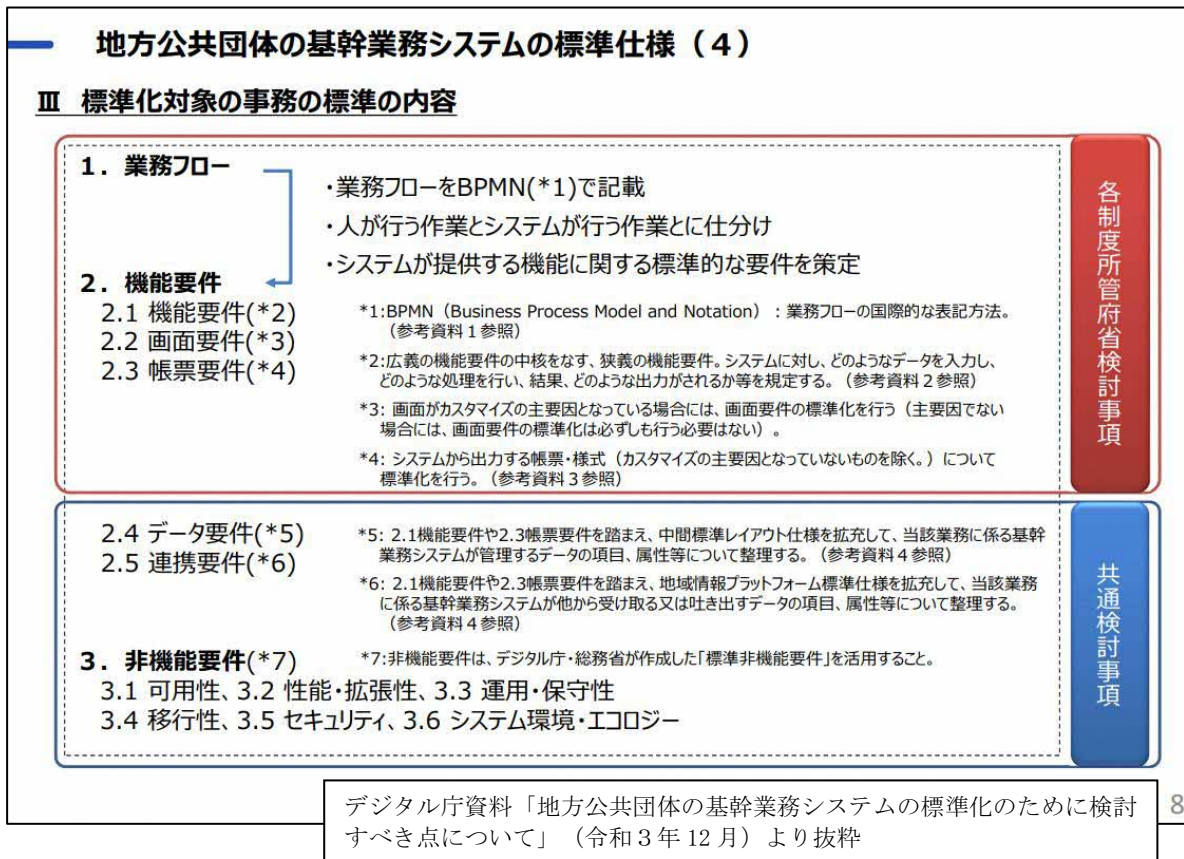 地方公共団体の基幹業務システムの標準仕様（4）
Ⅲ 標準化対象の事務の標準の内容
1．業務フロー
・業務フローをBPMN(*1)で記載
・人が行う作業とシステムが行う作業とに仕分け
・システムが提供する機能に関する標準的な要件を策定
2．機能要件
2.1 機能要件(*2)
2.2 画面要件(*3)
2.3 帳票要件(*4)
*1:BPMN（Business Process Model and Notation）：業務フローの国際的な表記方法。
（参考資料１参照）
*2:広義の機能要件の中核をなす、狭義の機能要件。システムに対し、どのようなデータを入力し、
どのような処理を行い、結果、どのような出力がされるか等を規定する。（参考資料２参照）
*3: 画面がカスタマイズの主要因となっている場合には、画面要件の標準化を行う（主要因でない
場合には、画面要件の標準化は必ずしも行う必要はない）。
*4: システムから出力する帳票・様式（カスタマイズの主要因となっていないものを除く。）について
標準化を行う。（参考資料３参照）
各制度所管府省検討事項
2.4 データ要件(*5)
2.5 連携要件(*6)
*5: 2.1機能要件や2.3帳票要件を踏まえ、中間標準レイアウト仕様を拡充して、当該業務に係る基幹
業務システムが管理するデータの項目、属性等について整理する。（参考資料４参照）
*6: 2.1機能要件や2.3帳票要件を踏まえ、地域情報プラットフォーム標準仕様を拡充して、当該業務
に係る基幹業務システムが他から受け取る又は吐き出すデータの項目、属性等について整理する。
（参考資料４参照）
3．非機能要件(*7)
*7:非機能要件は、デジタル庁・総務省が作成した「標準非機能要件」を活用すること。
3.1 可用性、3.2 性能・拡張性、3.3 運用・保守性
3.4 移行性、3.5 セキュリティ、3.6 システム環境・エコロジー
共通検討事項
デジタル庁資料「地方公共団体の基幹業務システムの標準化のために検討
すべき点について」（令和３年 12 月）より抜粋
8